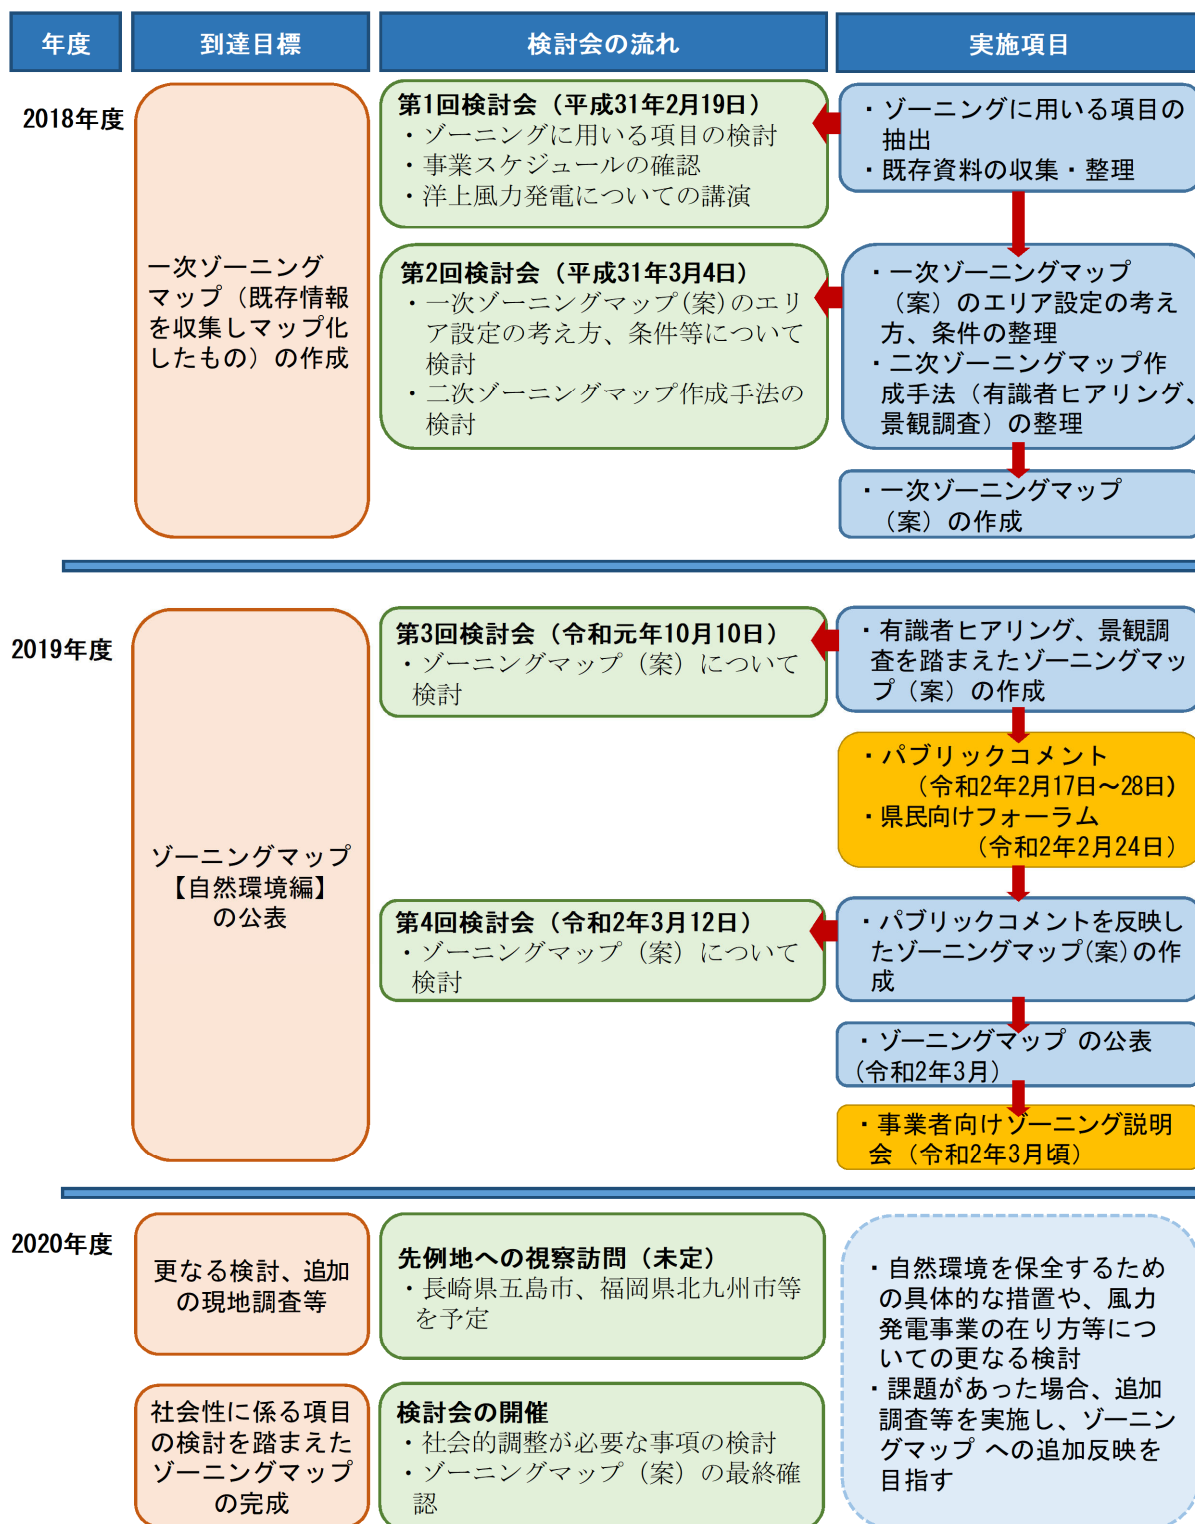 年度
到達目標
検討会の流れ
実施項目
2018年度
一次ゾーニング
マップ（既存情報
を収集しマップ化
したもの）の作成
第1回検討会（平成31年2月19日）
・ゾーニングに用いる項目の検討
・事業スケジュールの確認
・洋上風力発電についての講演
・ゾーニングに用いる項目の
抽出
・既存資料の収集・整理
第2回検討会（平成31年3月4日）
・一次ゾーニングマップ(案)のエリ
ア設定の考え方、条件等について
検討
・二次ゾーニングマップ作成手法の
検討
・一次ゾーニングマップ
（案）のエリア設定の考え
方、条件の整理
・二次ゾーニングマップ作
成手法（有識者ヒアリング、
景観調査）の整理
・一次ゾーニングマップ
（案）の作成
2019年度
ゾーニングマップ
【自然環境編】
の公表
第3回検討会（令和元年10月10日）
・ゾーニングマップ（案）について
検討
・有識者ヒアリング、景観調
査を踏まえたゾーニングマッ
プ（案）の作成
・パブリックコメント
（令和2年2月17日～28日）
・県民向けフォーラム
（令和2年2月24日）
第4回検討会（令和2年3月12日）
・ゾーニングマップ（案）について
検討
・パブリックコメントを反映し
たゾーニングマップ(案)の作
成
・ゾーニングマップ の公表
(令和2年3月)
・事業者向けゾーニング説明
会（令和2年3月頃）
2020年度
更なる検討、追加
の現地調査等
先例地への視察訪問（未定）
・長崎県五島市、福岡県北九州市等
を予定
社会性に係る項目
の検討を踏まえた
ゾーニングマップ
の完成
検討会の開催
・社会的調整が必要な事項の検討
・ゾーニングマップ（案）の最終確
認
・自然環境を保全するため
の具体的な措置や、風力
発電事業の在り方等につ
いての更なる検討
・課題があった場合、追加
調査等を実施し、ゾーニン
グマップ への追加反映を
目指す